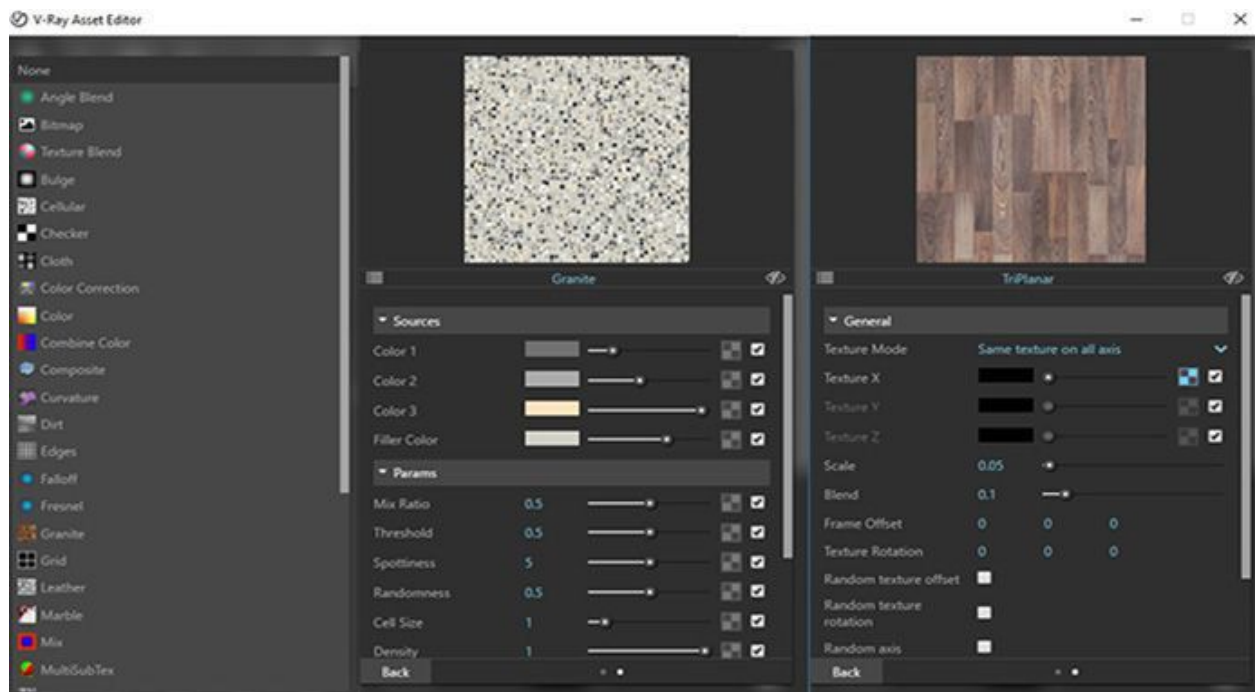 V-Ray Asset Editor
None
Angle Blend
Bitmap
Texture Blend
Bulge
Cellular
Checker
Cloth
Color Correction
Color
Combine Color
Composite
Curvature
Dirt
Edges
Falloff
Fresnel
Granite
Grid
Leather
Marble
Mix
MultiSubTex
Granite
Sources
Color 1
Color 2
Color 3
Filler Color
Params
Mix Ratio 0.5
Threshold 0.5
Spottiness 5
Randomness 0.5
Cell Size 1
Density 1
Back
TriPlanar
General
Texture Mode Same texture on all axis
Texture X
Texture Y
Texture Z
Scale 0.05
Blend 0.1
Frame Offset 0 0 0
Texture Rotation 0 0 0
Random texture offset
Random texture
rotation
Random axis
Back